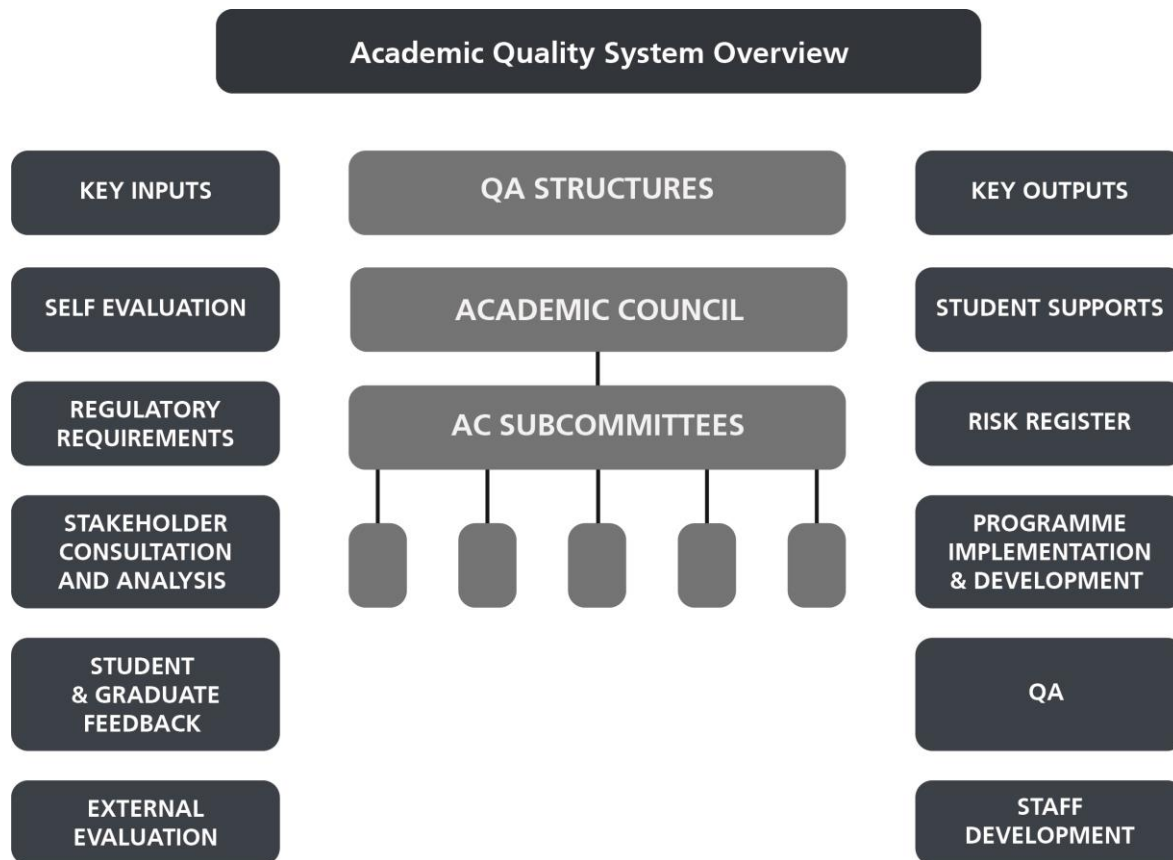 Academic Quality System Overview
KEY INPUTS
SELF EVALUATION
REGULATORY
REQUIREMENTS
STAKEHOLDER
CONSULTATION
AND ANALYSIS
STUDENT
& GRADUATE
FEEDBACK
EXTERNAL
EVALUATION
QA STRUCTURES
ACADEMIC COUNCIL
AC SUBCOMMITTEES
KEY OUTPUTS
STUDENT SUPPORTS
RISK REGISTER
PROGRAMME
IMPLEMENTATION
& DEVELOPMENT
QA
STAFF
DEVELOPMENT